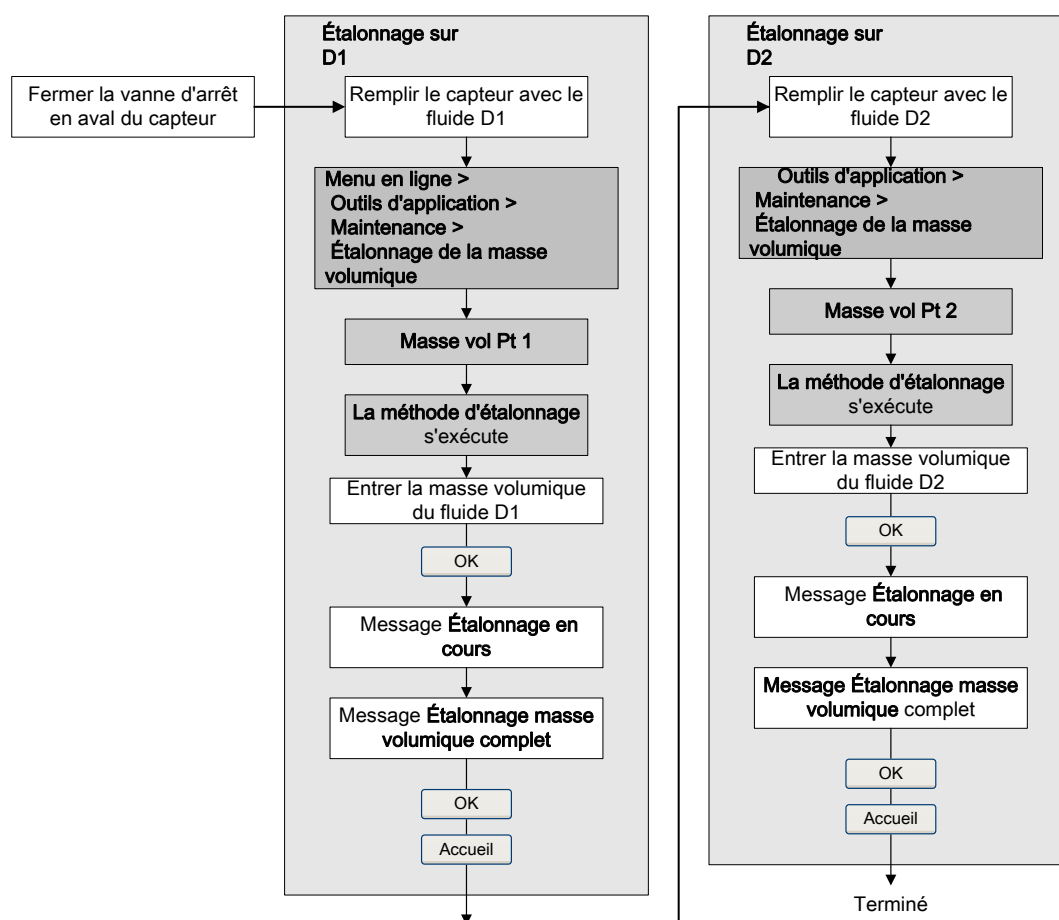 Fermer la vanne d'arrêt
en aval du capteur
Étalonnage sur
D1
Remplir le capteur avec le
fluide D1
Menu en ligne >
Outils d'application >
Maintenance >
Étalonnage de la masse
volumique
Masse vol Pt 1
La méthode d'étalonnage
s'exécute
Entrer la masse volumique
du fluide D1
OK
Message Étalonnage en
cours
Message Étalonnage masse
volumique complet
OK
Accueil
Étalonnage sur
D2
Remplir le capteur avec le
fluide D2
Outils d'application >
Maintenance >
Étalonnage de la masse
volumique
Masse vol Pt 2
La méthode d'étalonnage
s'exécute
Entrer la masse volumique
du fluide D2
OK
Message Étalonnage en
cours
Message Étalonnage masse
volumique complet
OK
Accueil
Terminé